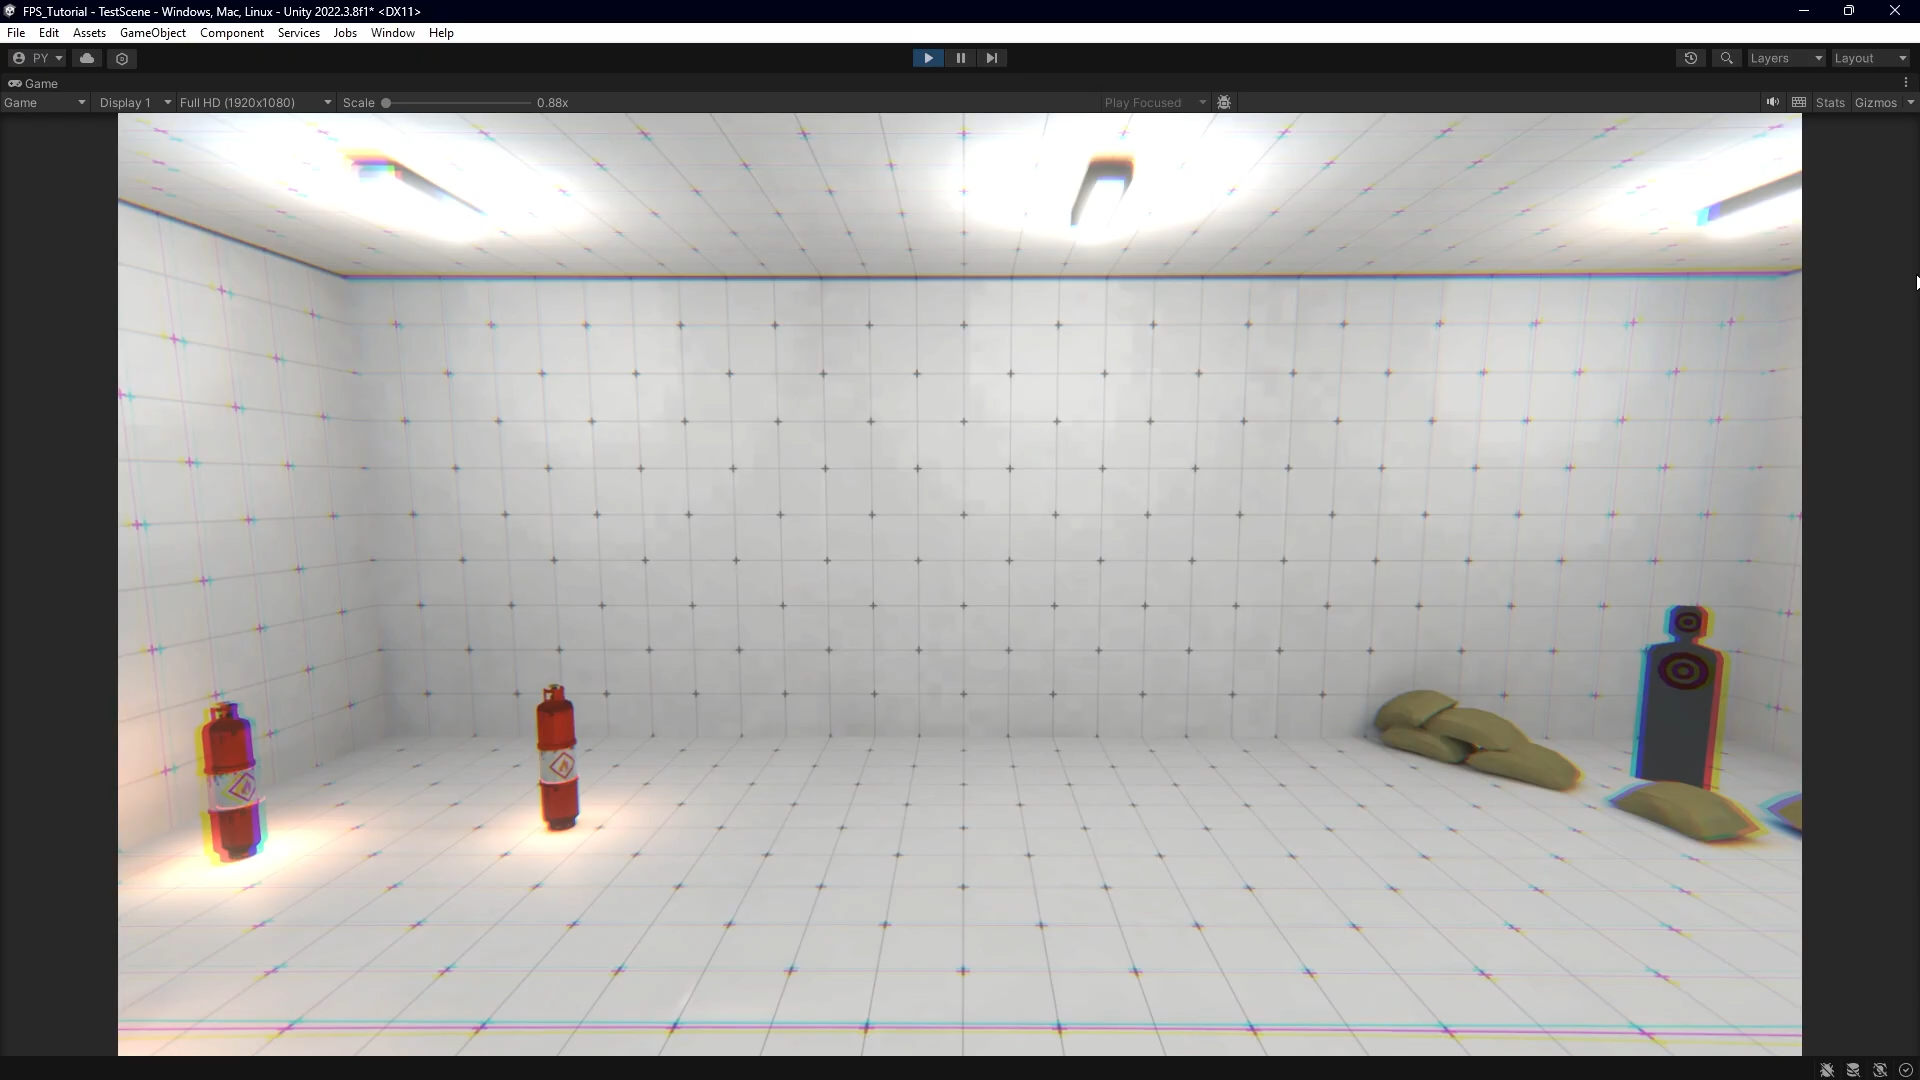 FPS_Tutorial - TestScene - Windows, Mac, Linux - Unity 2022.3.8f1* <DX11>
File Edit Assets GameObject Component Services Jobs Window Help
PY Layers Layout
Game
Game Display 1 Full HD (1920x1080) Scale 0.88x Play Focused Stats Gizmos